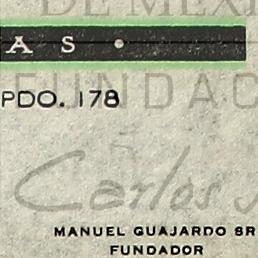 DE MEXI
A S •
FUNDAC
PDO. 178
Carlos
MANUEL GUAJARDO SR
FUNDADOR